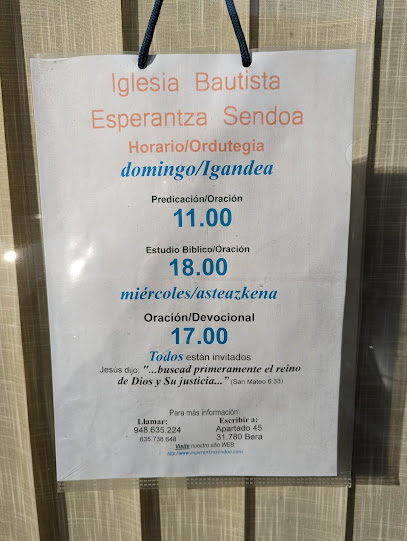 Iglesia Bautista
Esperantza Sendoa
Horario/Ordutegia
domingo/Igandea
Predicación/Oración
11.00
Estudio Bíblico/Oración
18.00
miércoles/asteazkena
Oración/Devocional
17.00
Todos están invitados
Jesús dijo: "...buscad primeramente el reino
de Dios y Su justicia..." (San Mateo 6:33)
Para más información:
Llamar: Escribir a:
948.635.224 Apartado 45
635.738.648 31.780 Bera
Visite nuestro sitio WEB: